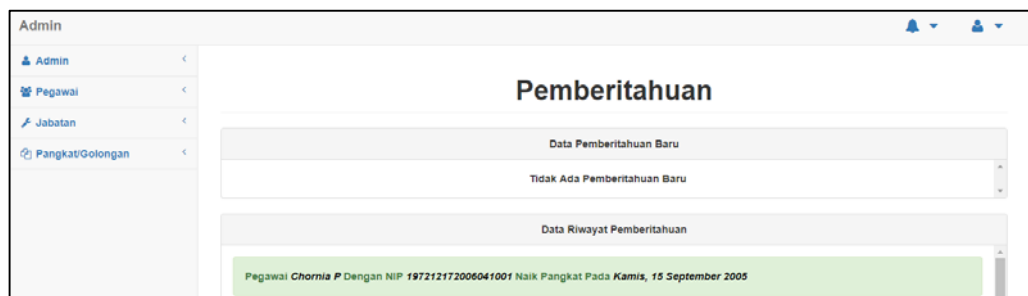 Admin
Admin
Pegawai
Jabatan
Pangkat/Golongan
Pemberitahuan
Data Pemberitahuan Baru
Tidak Ada Pemberitahuan Baru
Data Riwayat Pemberitahuan
Pegawai Chornia P Dengan NIP 197212172006041001 Naik Pangkat Pada Kamis, 15 September 2005